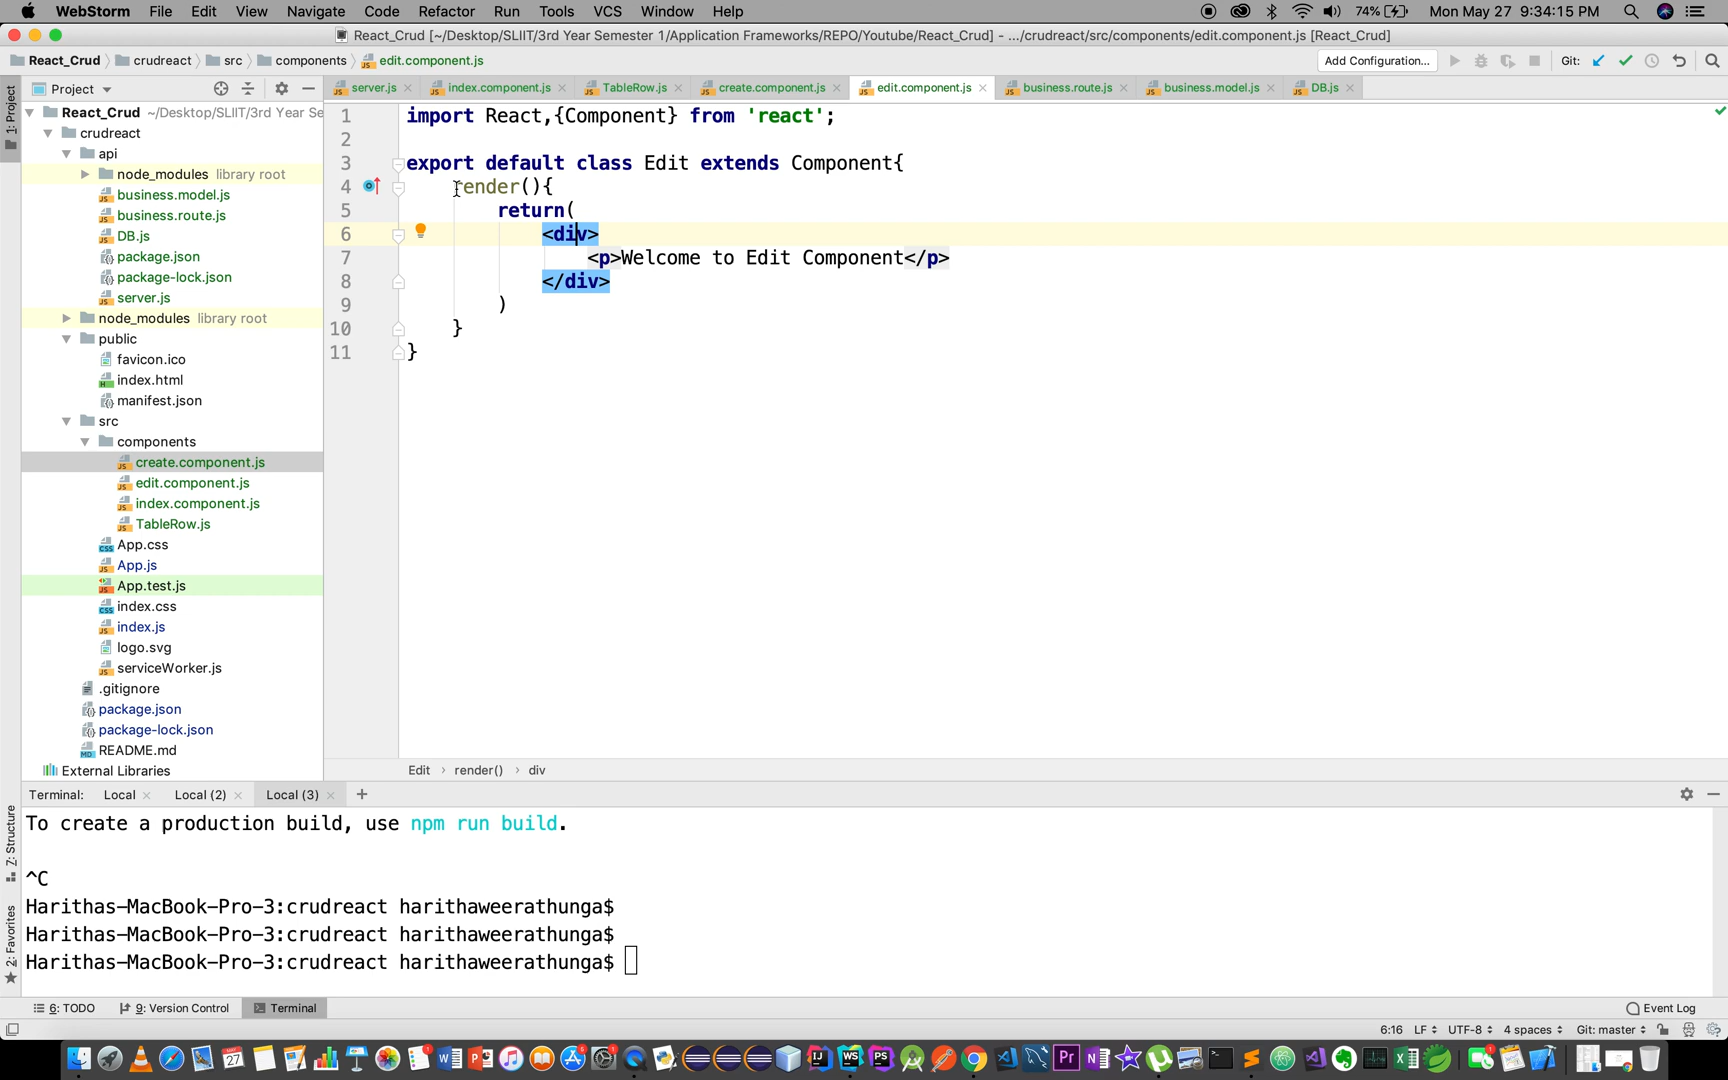 WebStorm File Edit View Navigate Code Refactor Run Tools VCS Window Help 74% Mon May 27 9:34:15 PM
React_Crud [~/Desktop/SLIIT/3rd Year Semester 1/Application Frameworks/REPO/Youtube/React_Crud] - .../crudreact/src/components/edit.component.js [React_Crud]
React_Crud crudreact src components edit.component.js Add Configuration... Git:
Project server.js index.component.js TableRow.js create.component.js edit.component.js business.route.js business.model.js DB.js
1: Project
React_Crud ~/Desktop/SLIIT/3rd Year Se
crudreact
api
node_modules library root
business.model.js
business.route.js
DB.js
package.json
package-lock.json
server.js
node_modules library root
public
favicon.ico
index.html
manifest.json
src
components
create.component.js
edit.component.js
index.component.js
TableRow.js
App.css
App.js
App.test.js
index.css
index.js
logo.svg
serviceWorker.js
.gitignore
package.json
package-lock.json
README.md
External Libraries
1 import React,{Component} from 'react';
2
3 export default class Edit extends Component{
4 render(){
5 return(
6 <div>
7 <p>Welcome to Edit Component</p>
8 </div>
9 )
10 }
11 }
Edit › render() › div
Terminal: Local Local (2) Local (3)
Z: Structure
2: Favorites
To create a production build, use npm run build.
^C
Harithas-MacBook-Pro-3:crudreact harithaweerathunga$
Harithas-MacBook-Pro-3:crudreact harithaweerathunga$
Harithas-MacBook-Pro-3:crudreact harithaweerathunga$
6: TODO 9: Version Control Terminal Event Log
6:16 LF UTF-8 4 spaces Git: master